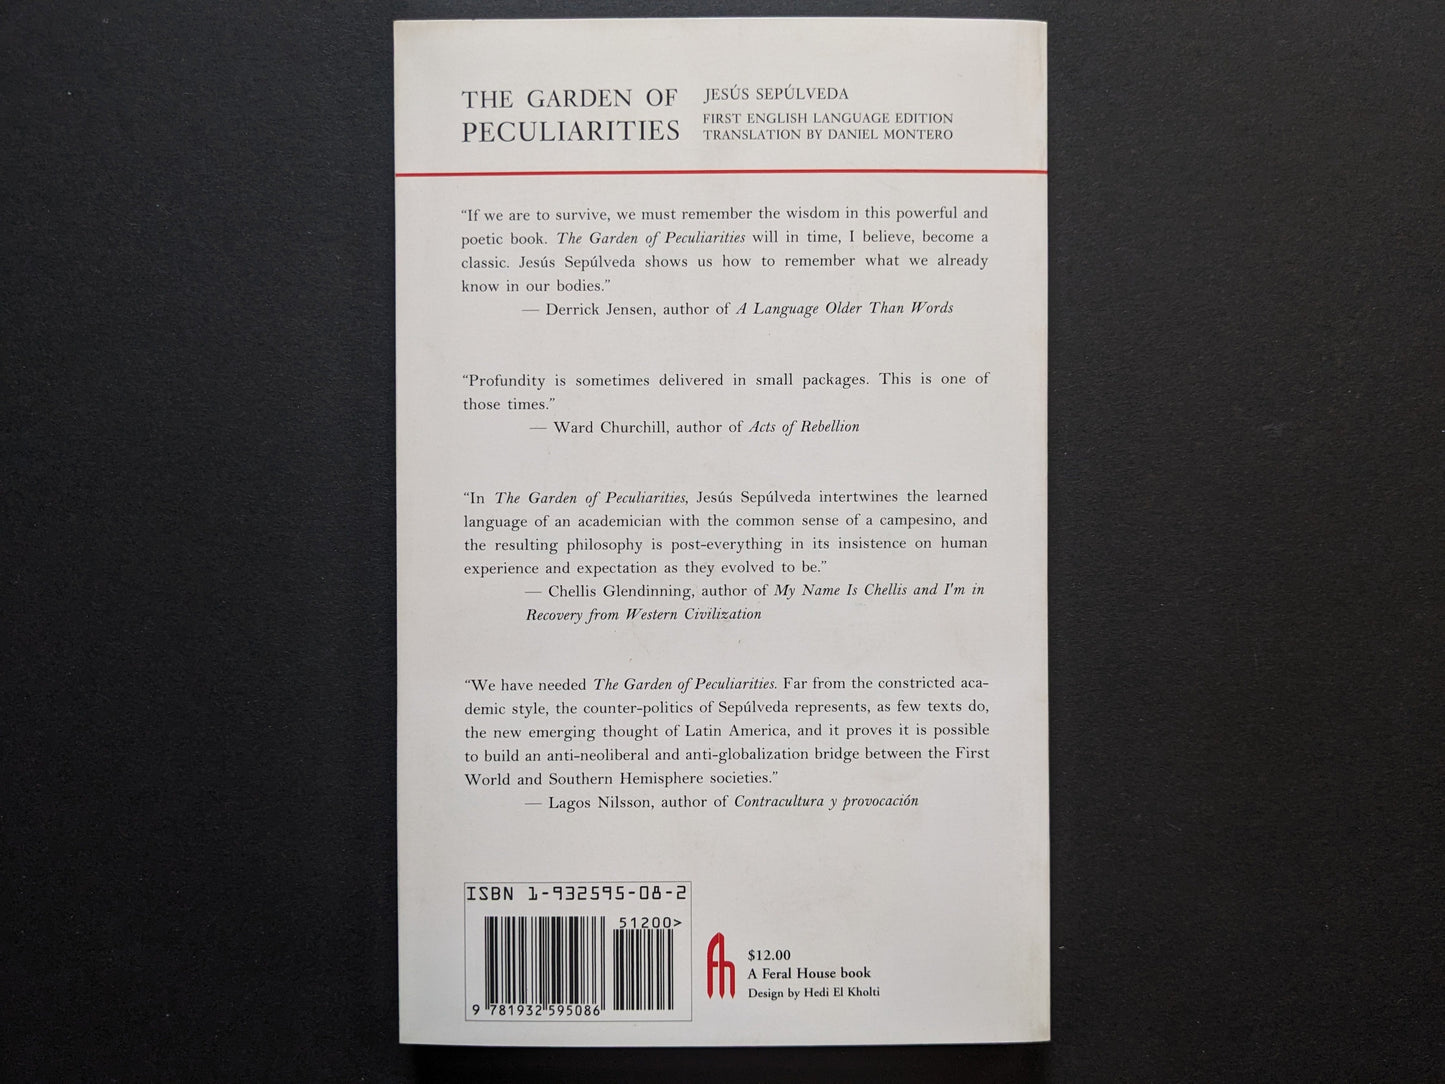 THE GARDEN OF
PECULIARITIES
JESÚS SEPÚLVEDA
FIRST ENGLISH LANGUAGE EDITION
TRANSLATION BY DANIEL MONTERO
“If we are to survive, we must remember the wisdom in this powerful and
poetic book. The Garden of Peculiarities will in time, I believe, become a
classic. Jesús Sepúlveda shows us how to remember what we already
know in our bodies.”
— Derrick Jensen, author of A Language Older Than Words
“Profundity is sometimes delivered in small packages. This is one of
those times.”
— Ward Churchill, author of Acts of Rebellion
“In The Garden of Peculiarities, Jesús Sepúlveda intertwines the learned
language of an academician with the common sense of a campesino, and
the resulting philosophy is post-everything in its insistence on human
experience and expectation as they evolved to be.”
— Chellis Glendinning, author of My Name Is Chellis and I'm in
Recovery from Western Civilization
“We have needed The Garden of Peculiarities. Far from the constricted aca-
demic style, the counter-politics of Sepúlveda represents, as few texts do,
the new emerging thought of Latin America, and it proves it is possible
to build an anti-neoliberal and anti-globalization bridge between the First
World and Southern Hemisphere societies.”
— Lagos Nilsson, author of Contracultura y provocación
ISBN 1-932595-08-2
51200>
9 781932 595086
fh
$12.00
A Feral House book
Design by Hedi El Kholti